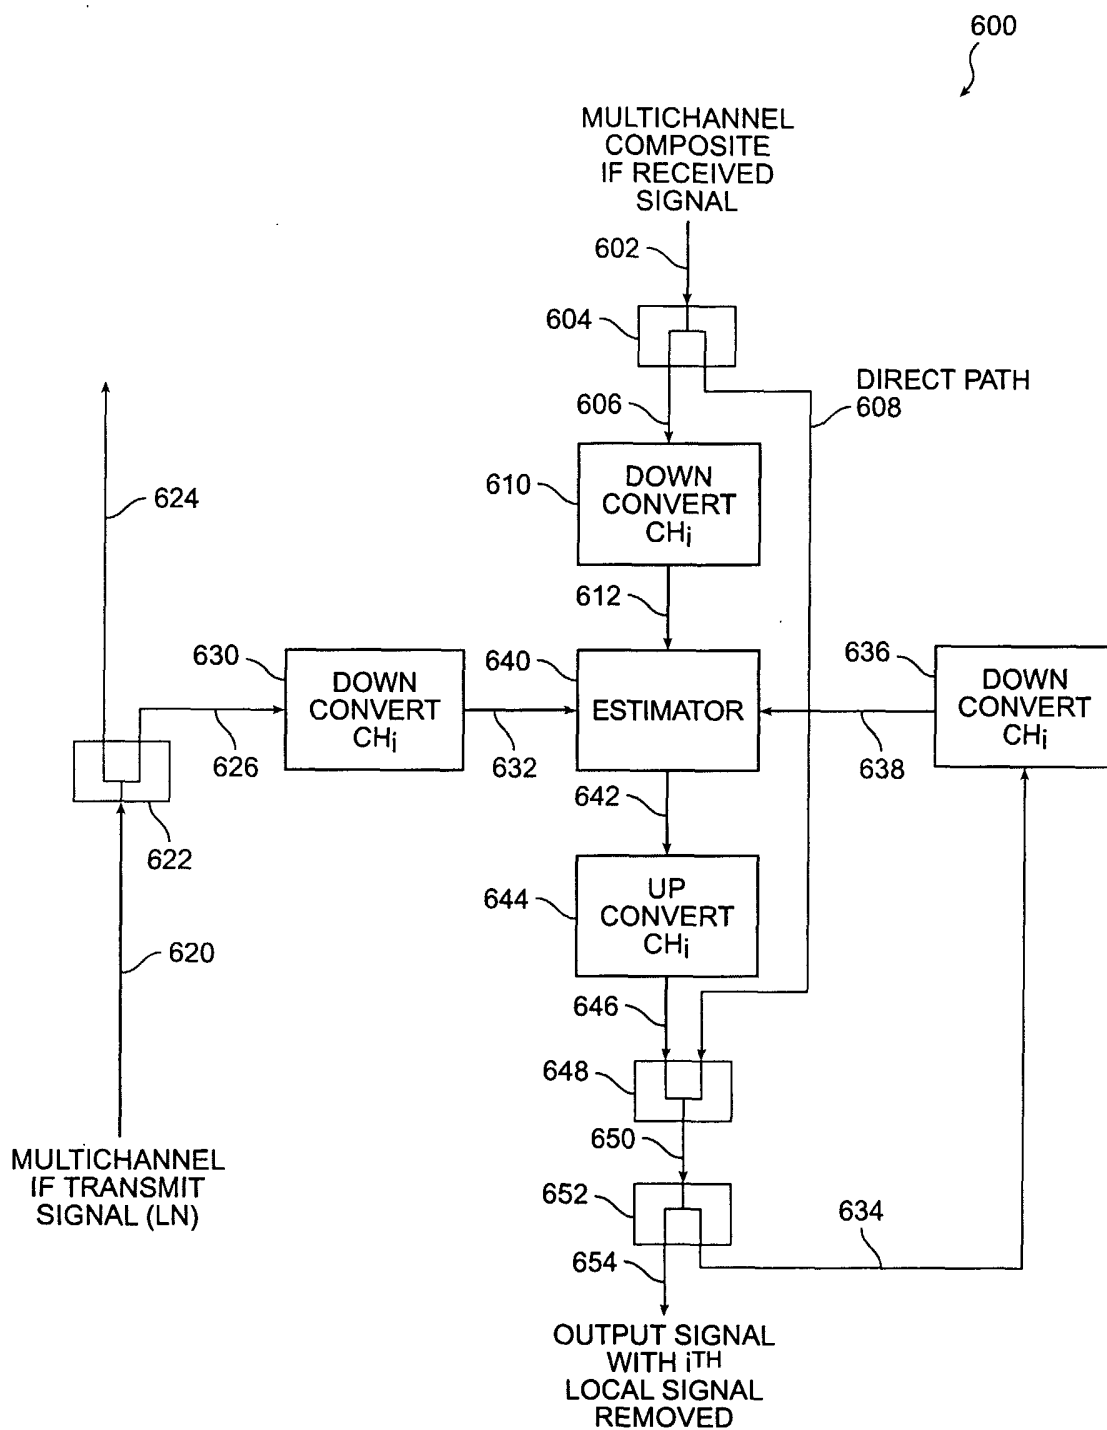 600
MULTICHANNEL
COMPOSITE
IF RECEIVED
SIGNAL
602
604
DIRECT PATH
608
606
610
DOWN
CONVERT
CHi
624
612
630
DOWN
CONVERT
CHi
640
ESTIMATOR
636
DOWN
CONVERT
CHi
626
632
638
642
622
644
UP
CONVERT
CHi
620
646
648
650
MULTICHANNEL
IF TRANSMIT
SIGNAL (LN)
652
634
654
OUTPUT SIGNAL
WITH iTH
LOCAL SIGNAL
REMOVED